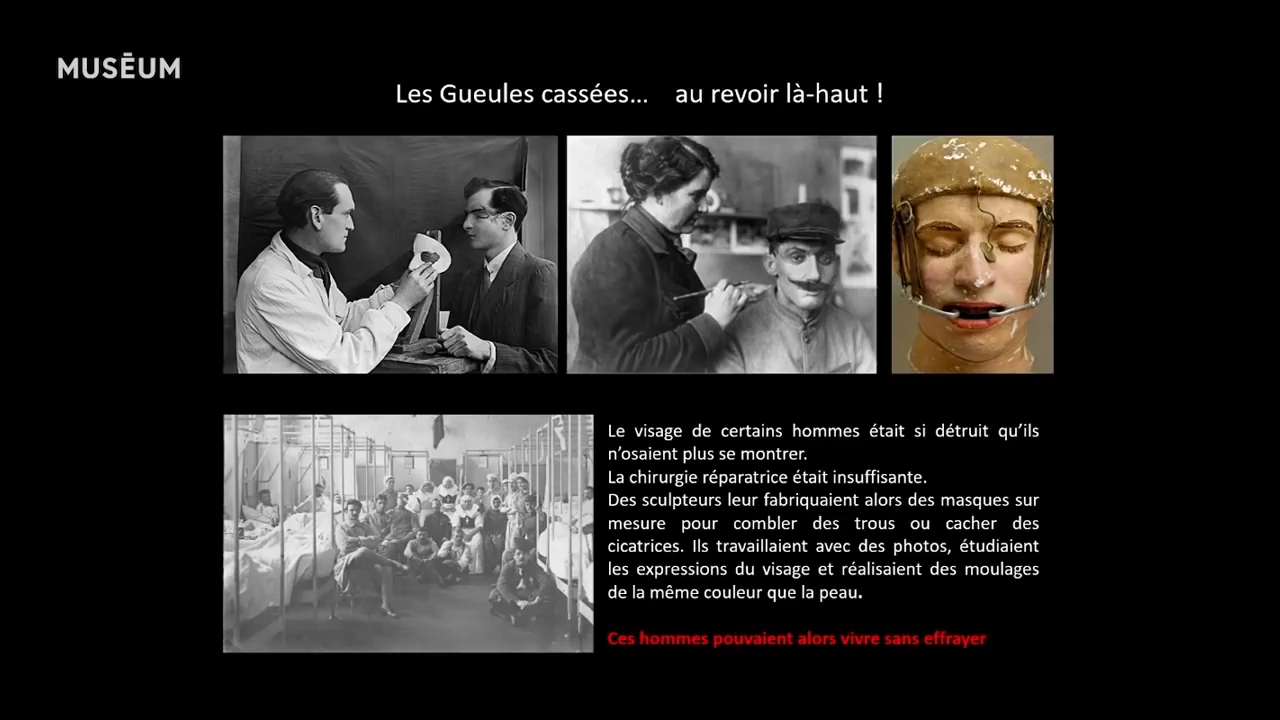 MUSĒUM
Les Gueules cassées... au revoir là-haut !
Le visage de certains hommes était si détruit qu’ils
n’osaient plus se montrer.
La chirurgie réparatrice était insuffisante.
Des sculpteurs leur fabriquaient alors des masques sur
mesure pour combler des trous ou cacher des
cicatrices. Ils travaillaient avec des photos, étudiaient
les expressions du visage et réalisaient des moulages
de la même couleur que la peau.
Ces hommes pouvaient alors vivre sans effrayer